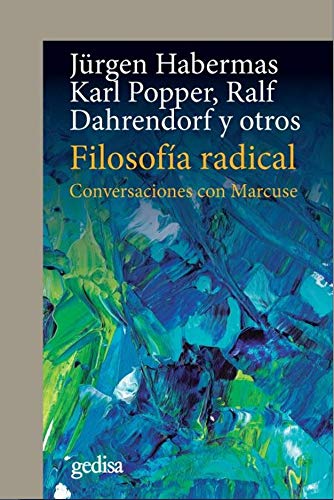 Jürgen Habermas
Karl Popper, Ralf
Dahrendorf y otros
Filosofía radical
Conversaciones con Marcuse
gedisa